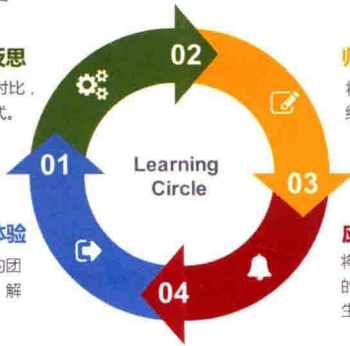 02
反思
对比，
式。
01
Learning
Circle
03
体验
的团
解
04
应
将
的
生